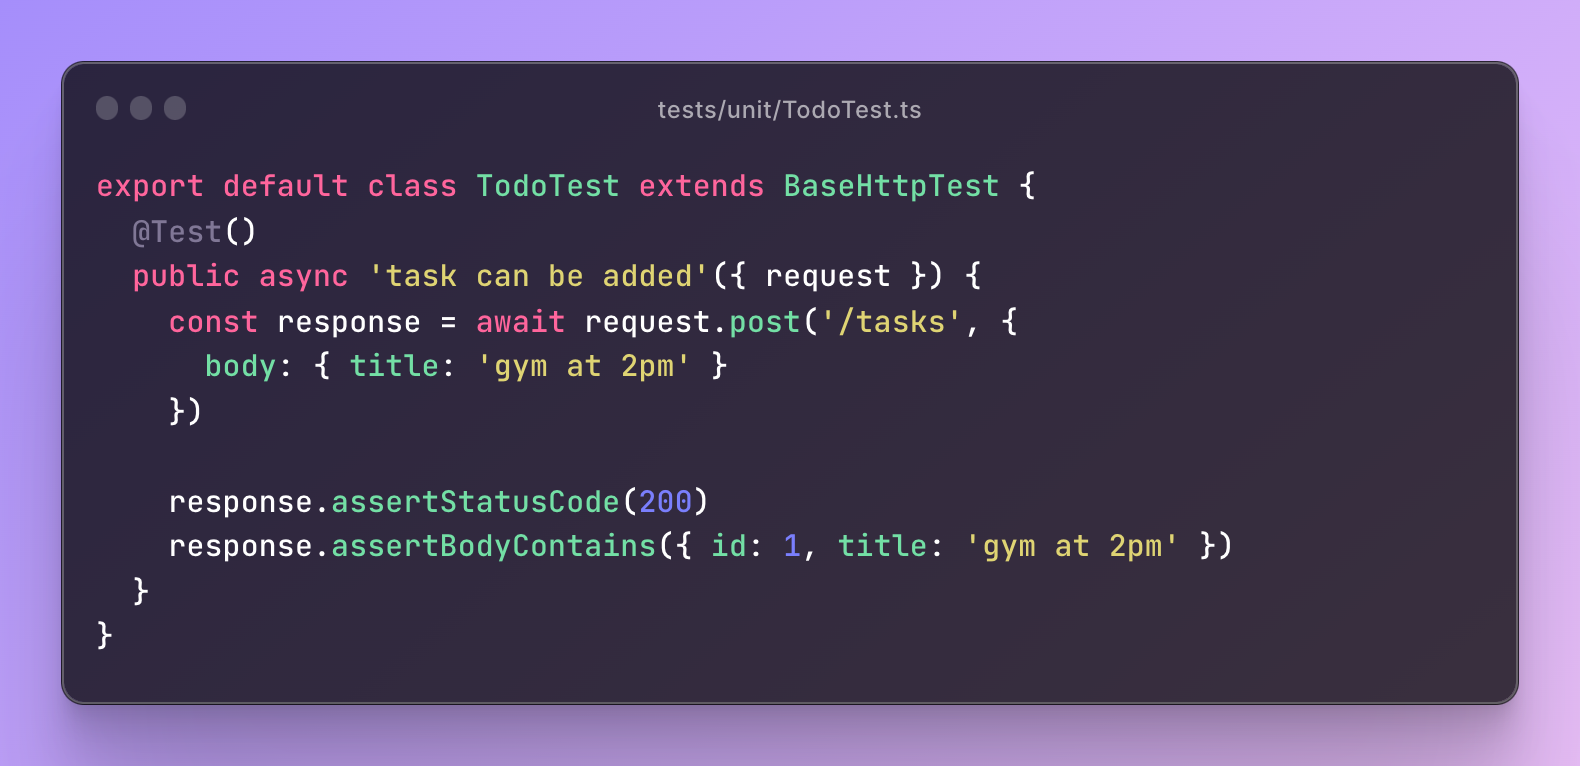 tests/unit/TodoTest.ts
export default class TodoTest extends BaseHttpTest {
  @Test()
  public async 'task can be added'({ request }) {
    const response = await request.post('/tasks', {
      body: { title: 'gym at 2pm' }
    })

    response.assertStatusCode(200)
    response.assertBodyContains({ id: 1, title: 'gym at 2pm' })
  }
}